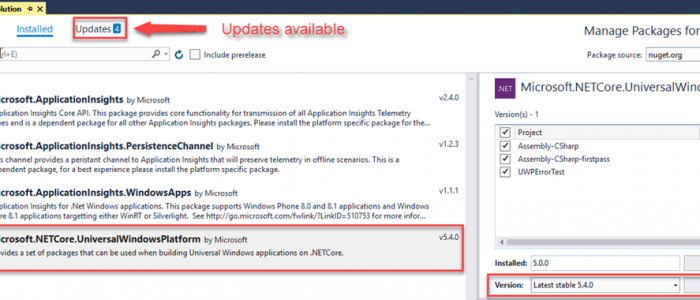 olution
Installed
Updates 4
Updates available
Manage Packages for
rl+E)
Include prerelease
Package source: nuget.org
icrosoft.ApplicationInsights by Microsoft
v2.4.0
plication Insights Core API. This package provides core functionality for transmission of all Application Insights Telemetry
pes and is a dependent package for all other Application Insights packages. Please install the platform specific package for the...
icrosoft.ApplicationInsights.PersistenceChannel by Microsoft
v1.2.3
is channel provides a peristant channel to Application Insights that will preserve telemetry in offline scenarios. This is a
pendent package, for a best experience please install the platform specific package.
icrosoft.ApplicationInsights.WindowsApps by Microsoft
v1.1.1
plication Insights for .Net Windows applications. This package supports Windows Phone 8.0 and 8.1 applications and Windows
ore 8.1 applications targetting either WinRT or Silverlight. See http://go.microsoft.com/fwlink/?LinkID=510753 for more infor...
icrosoft.NETCore.UniversalWindowsPlatform by Microsoft
v5.4.0
ovides a set of packages that can be used when building Universal Windows applications on .NETCore.
.NET
Microsoft.NETCore.UniversalWindo
Version(s) - 1
Project
Assembly-CSharp
Assembly-CSharp-firstpass
UWPErrorTest
Installed: 5.0.0
Version: Latest stable 5.4.0